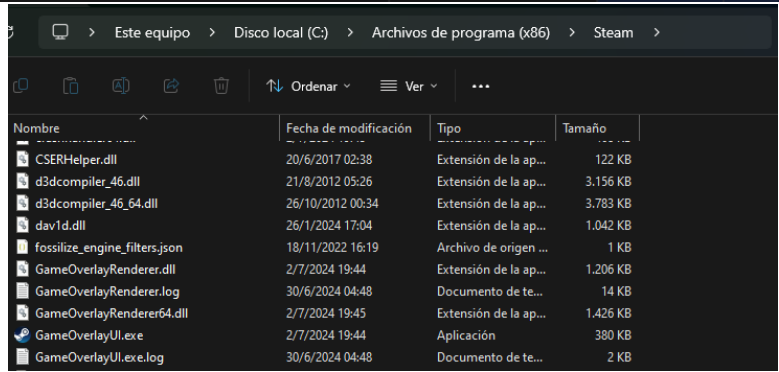 Este equipo > Disco local (C:) > Archivos de programa (x86) > Steam >
Ordenar Ver ...
Nombre Fecha de modificación Tipo Tamaño
CSERHelper.dll 20/6/2017 02:38 Extensión de la ap... 122 KB
d3dcompiler_46.dll 21/8/2012 05:26 Extensión de la ap... 3.156 KB
d3dcompiler_46_64.dll 26/10/2012 00:34 Extensión de la ap... 3.783 KB
dav1d.dll 26/1/2024 17:04 Extensión de la ap... 1.042 KB
fossilize_engine_filters.json 18/11/2022 16:19 Archivo de origen ... 1 KB
GameOverlayRenderer.dll 2/7/2024 19:44 Extensión de la ap... 1.206 KB
GameOverlayRenderer.log 30/6/2024 04:48 Documento de te... 14 KB
GameOverlayRenderer64.dll 2/7/2024 19:45 Extensión de la ap... 1.426 KB
GameOverlayUI.exe 2/7/2024 19:44 Aplicación 380 KB
GameOverlayUI.exe.log 30/6/2024 04:48 Documento de te... 2 KB